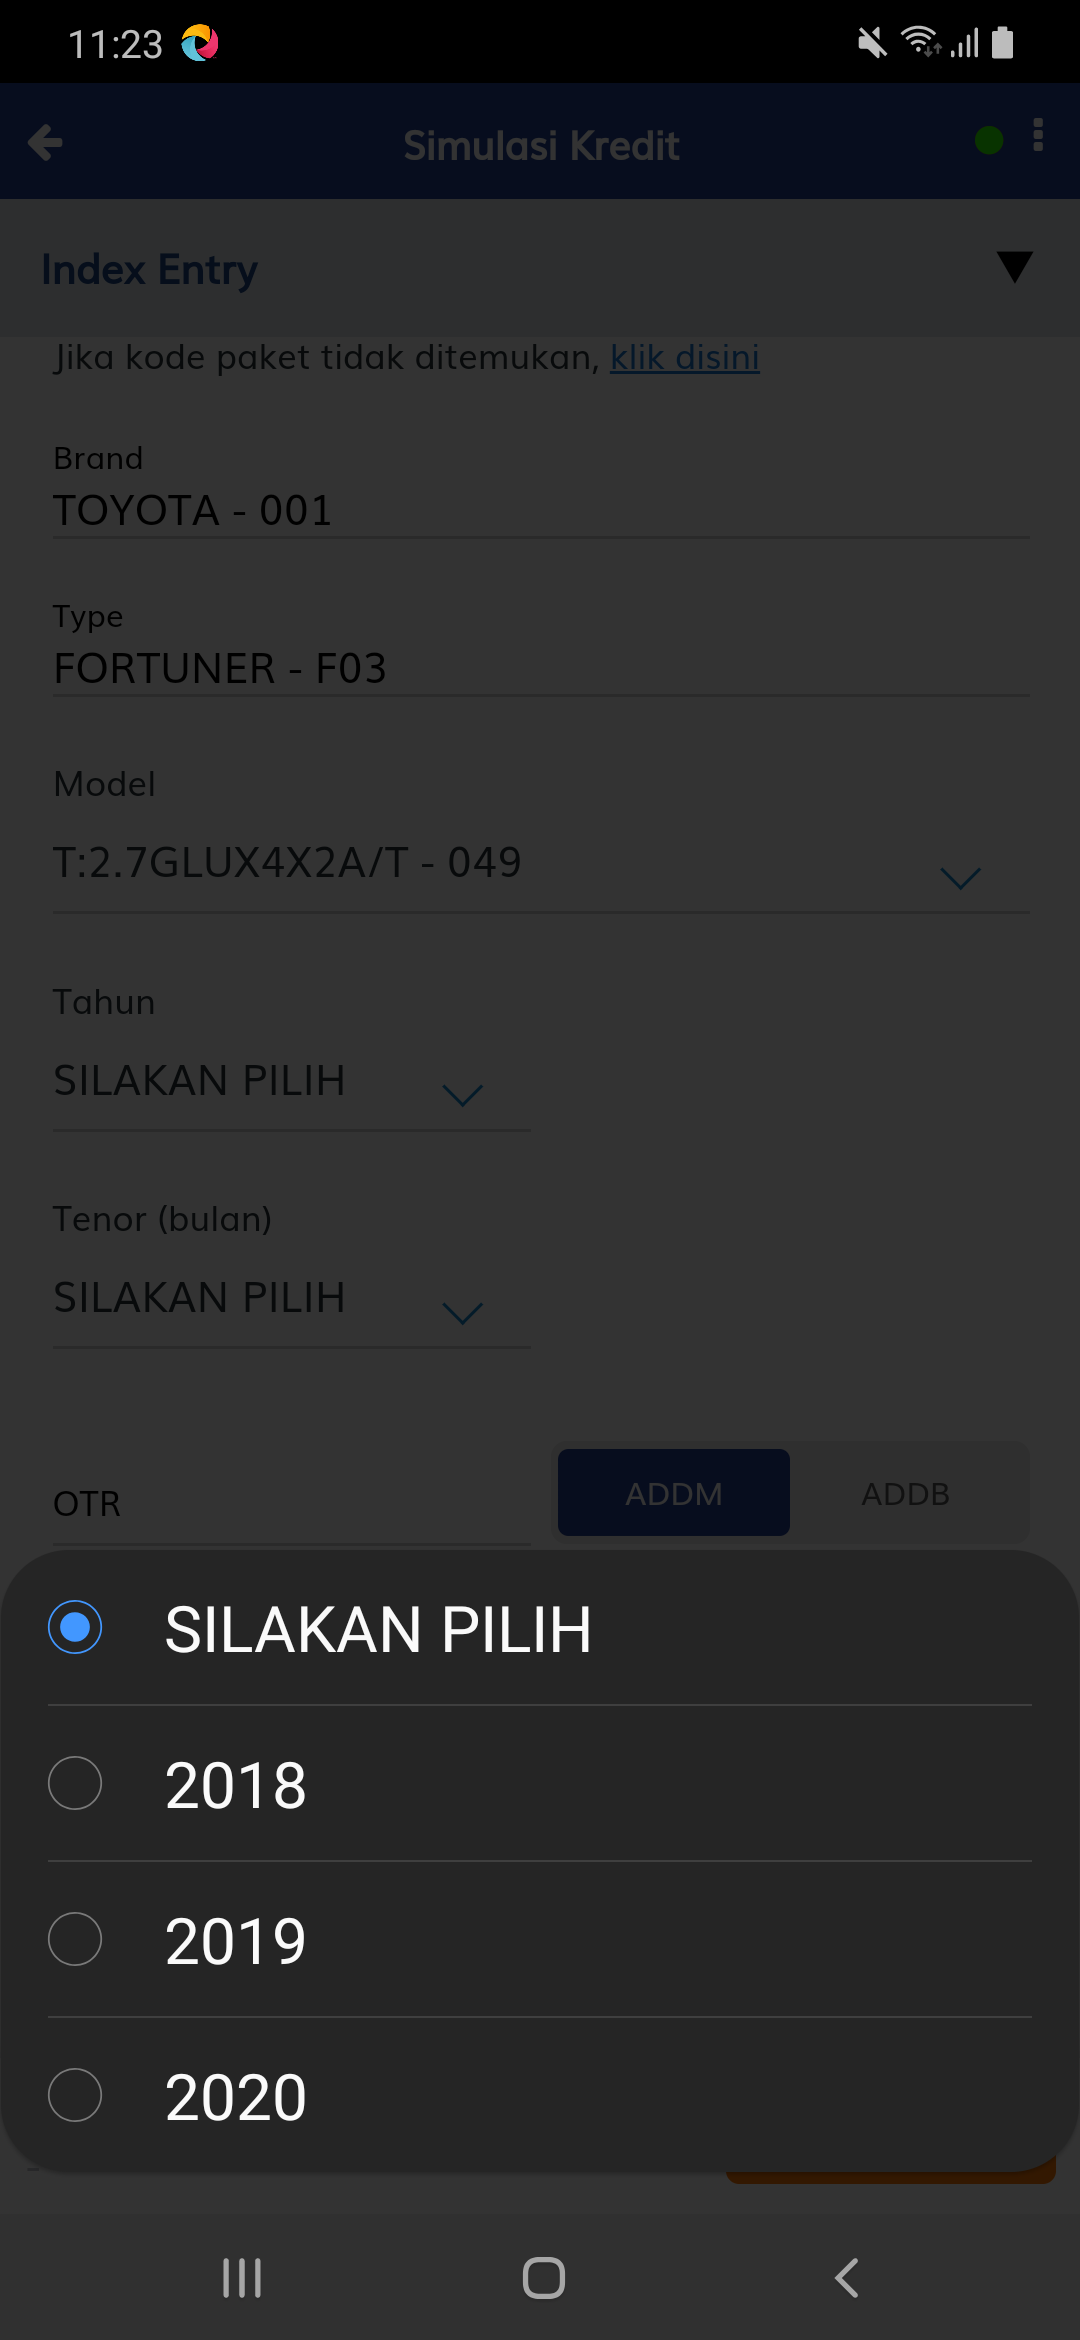 11:23
Simulasi Kredit
Index Entry
Jika kode paket tidak ditemukan, klik disini
Brand
TOYOTA - 001
Type
FORTUNER - F03
Model
T:2.7GLUX4X2A/T - 049
Tahun
SILAKAN PILIH
Tenor (bulan)
SILAKAN PILIH
OTR
ADDM
ADDB
SILAKAN PILIH
2018
2019
2020